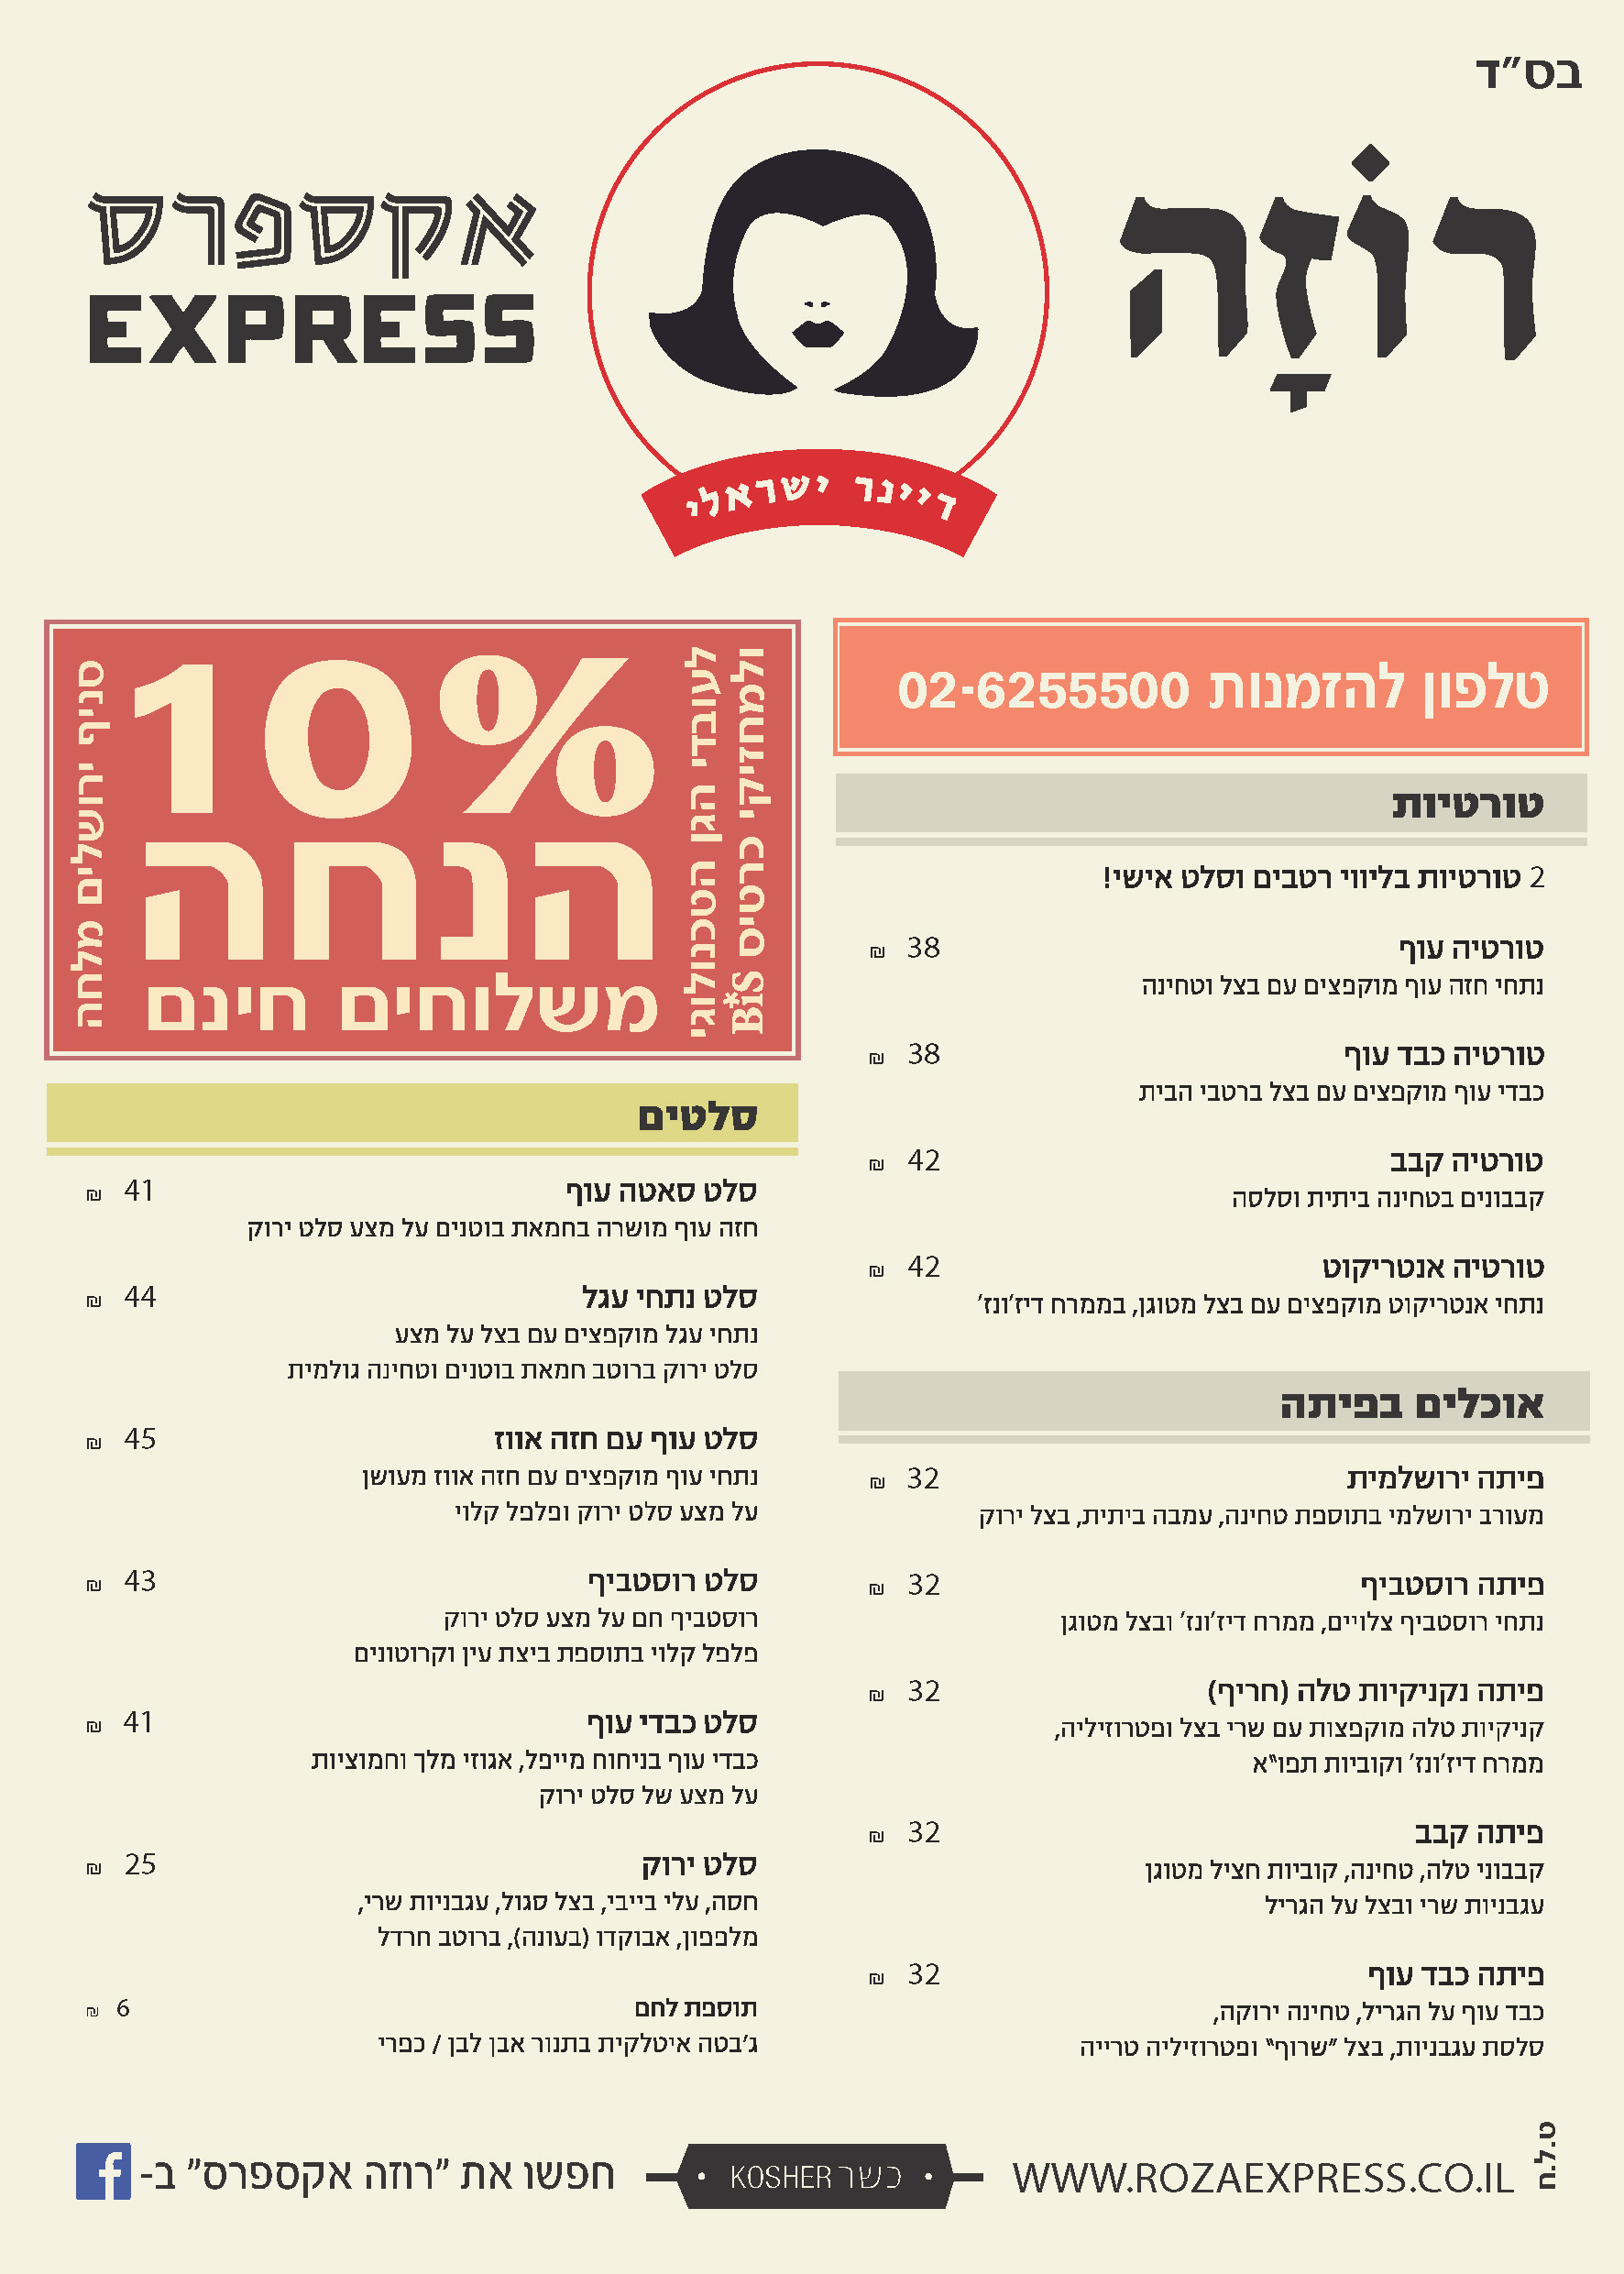 בס"ד
רוֹזָה
אקספרס
EXPRESS
דיינר ישראלי
טלפון להזמנות 02-6255500
טורטיות
2 טורטיות בליווי רטבים וסלט אישי!
טורטיה עוף 38 ₪
נתחי חזה עוף מוקפצים עם בצל וטחינה
טורטיה כבד עוף 38 ₪
כבדי עוף מוקפצים עם בצל ברטבי הבית
טורטיה קבב 42 ₪
קבבונים בטחינה ביתית וסלסה
טורטיה אנטריקוט 42 ₪
נתחי אנטריקוט מוקפצים עם בצל מטוגן, בממרח דיז'ונז'
אוכלים בפיתה
פיתה ירושלמית 32 ₪
מעורב ירושלמי בתוספת טחינה, עמבה ביתית, בצל ירוק
פיתה רוסטביף 32 ₪
נתחי רוסטביף צלויים, ממרח דיז'ונז' ובצל מטוגן
פיתה נקניקיות טלה (חריף) 32 ₪
נקניקיות טלה מוקפצות עם שרי בצל ופטרוזיליה,
ממרח דיז'ונז' וקוביות תפו"א
פיתה קבב 32 ₪
קבבוני טלה, טחינה, קוביות חציל מטוגן
עגבניות שרי ובצל על הגריל
פיתה כבד עוף 32 ₪
כבד עוף על הגריל, טחינה ירוקה,
סלסת עגבניות, בצל "שרוף" ופטרוזיליה טרייה
10%
הנחה
משלוחים חינם
לעובדי הגן הטכנולוגי
ולמחזיקי כרטיס BiS*
סניף ירושלים מלחה
סלטים
סלט סאטה עוף 41 ₪
חזה עוף מושרה בחמאת בוטנים על מצע סלט ירוק
סלט נתחי עגל 44 ₪
נתחי עגל מוקפצים עם בצל על מצע
סלט ירוק ברוטב חמאת בוטנים וטחינה גולמית
סלט עוף עם חזה אווז 45 ₪
נתחי עוף מוקפצים עם חזה אווז מעושן
על מצע סלט ירוק ופלפל קלוי
סלט רוסטביף 43 ₪
רוסטביף חם על מצע סלט ירוק
פלפל קלוי בתוספת ביצת עין וקרוטונים
סלט כבדי עוף 41 ₪
כבדי עוף בניחוח מייפל, אגוזי מלך וחמוציות
על מצע של סלט ירוק
סלט ירוק 25 ₪
חסה, עלי בייבי, בצל סגול, עגבניות שרי,
מלפפון, אבוקדו (בעונה), ברוטב חרדל
תוספת לחם 6 ₪
ג'בטה איטלקית בתנור אבן לבן / כפרי
ט.ל.ח
WWW.ROZAEXPRESS.CO.IL
כשר KOSHER
חפשו את "רוזה אקספרס" ב- f